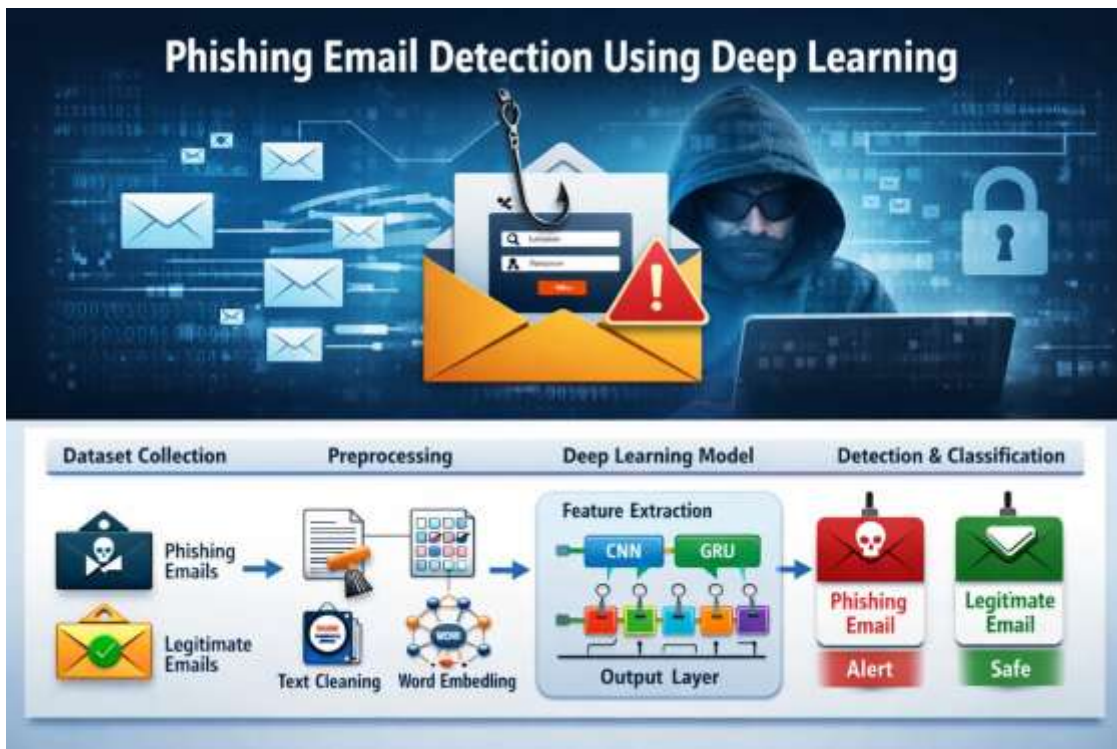 Phishing Email Detection Using Deep Learning
Dataset Collection
Preprocessing
Deep Learning Model
Detection & Classification
Phishing
Emails
Legitimate
Emails
Text Cleaning
Word Embedling
Feature Extraction
CNN
GRU
Output Layer
Phishing
Email
Alert
Legitimate
Email
Safe